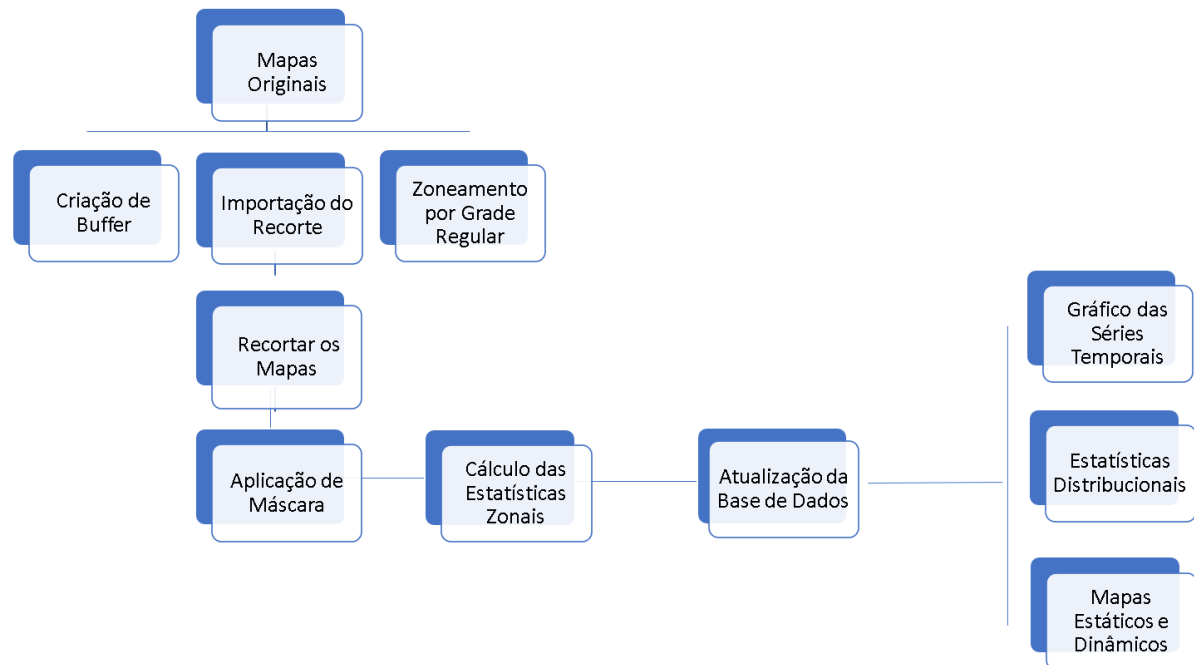 Mapas
Originais
Criação de
Buffer
Importação do
Recorte
Zoneamento
por Grade
Regular
Recortar os
Mapas
Aplicação de
Máscara
Cálculo das
Estatísticas
Zonais
Atualização da
Base de Dados
Gráfico das
Séries
Temporais
Estatísticas
Distribucionais
Mapas
Estáticos e
Dinâmicos